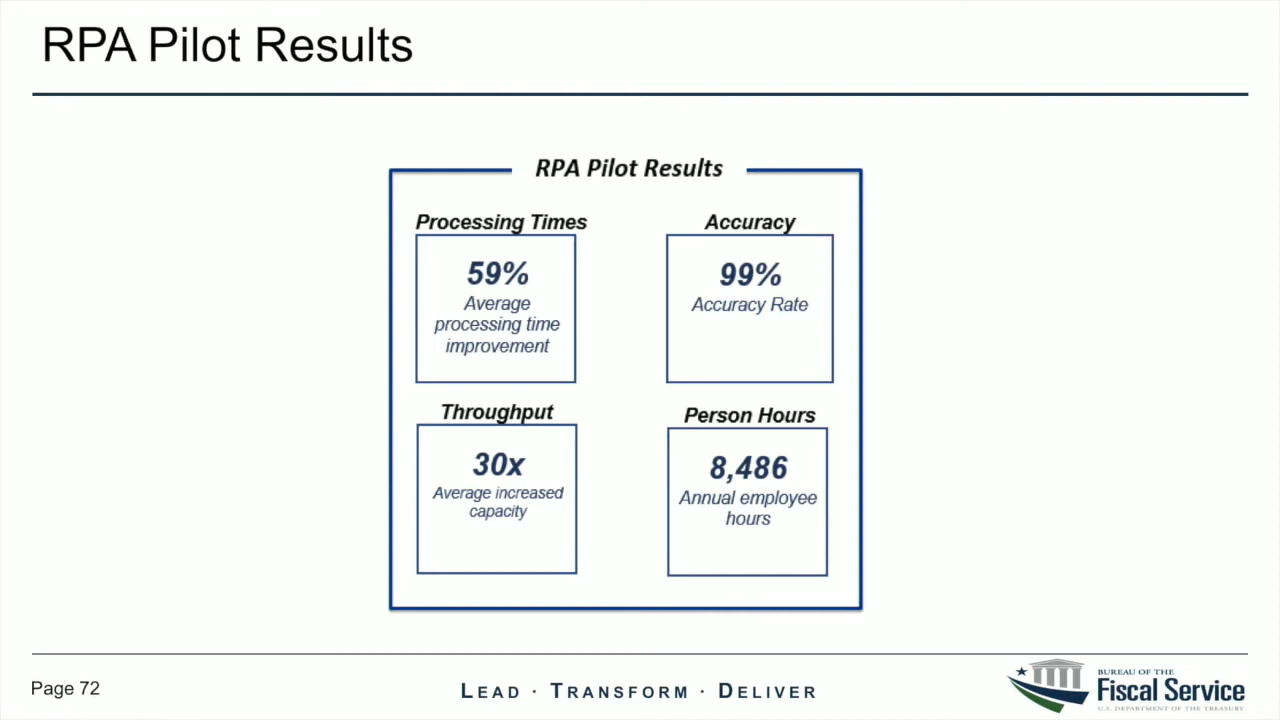 RPA Pilot Results
RPA Pilot Results
Processing Times
59%
Average
processing time
improvement
Accuracy
99%
Accuracy Rate
Throughput
30x
Average increased
capacity
Person Hours
8,486
Annual employee
hours
Page 72
LEAD · TRANSFORM · DELIVER
BUREAU OF THE
Fiscal Service
U.S. DEPARTMENT OF THE TREASURY